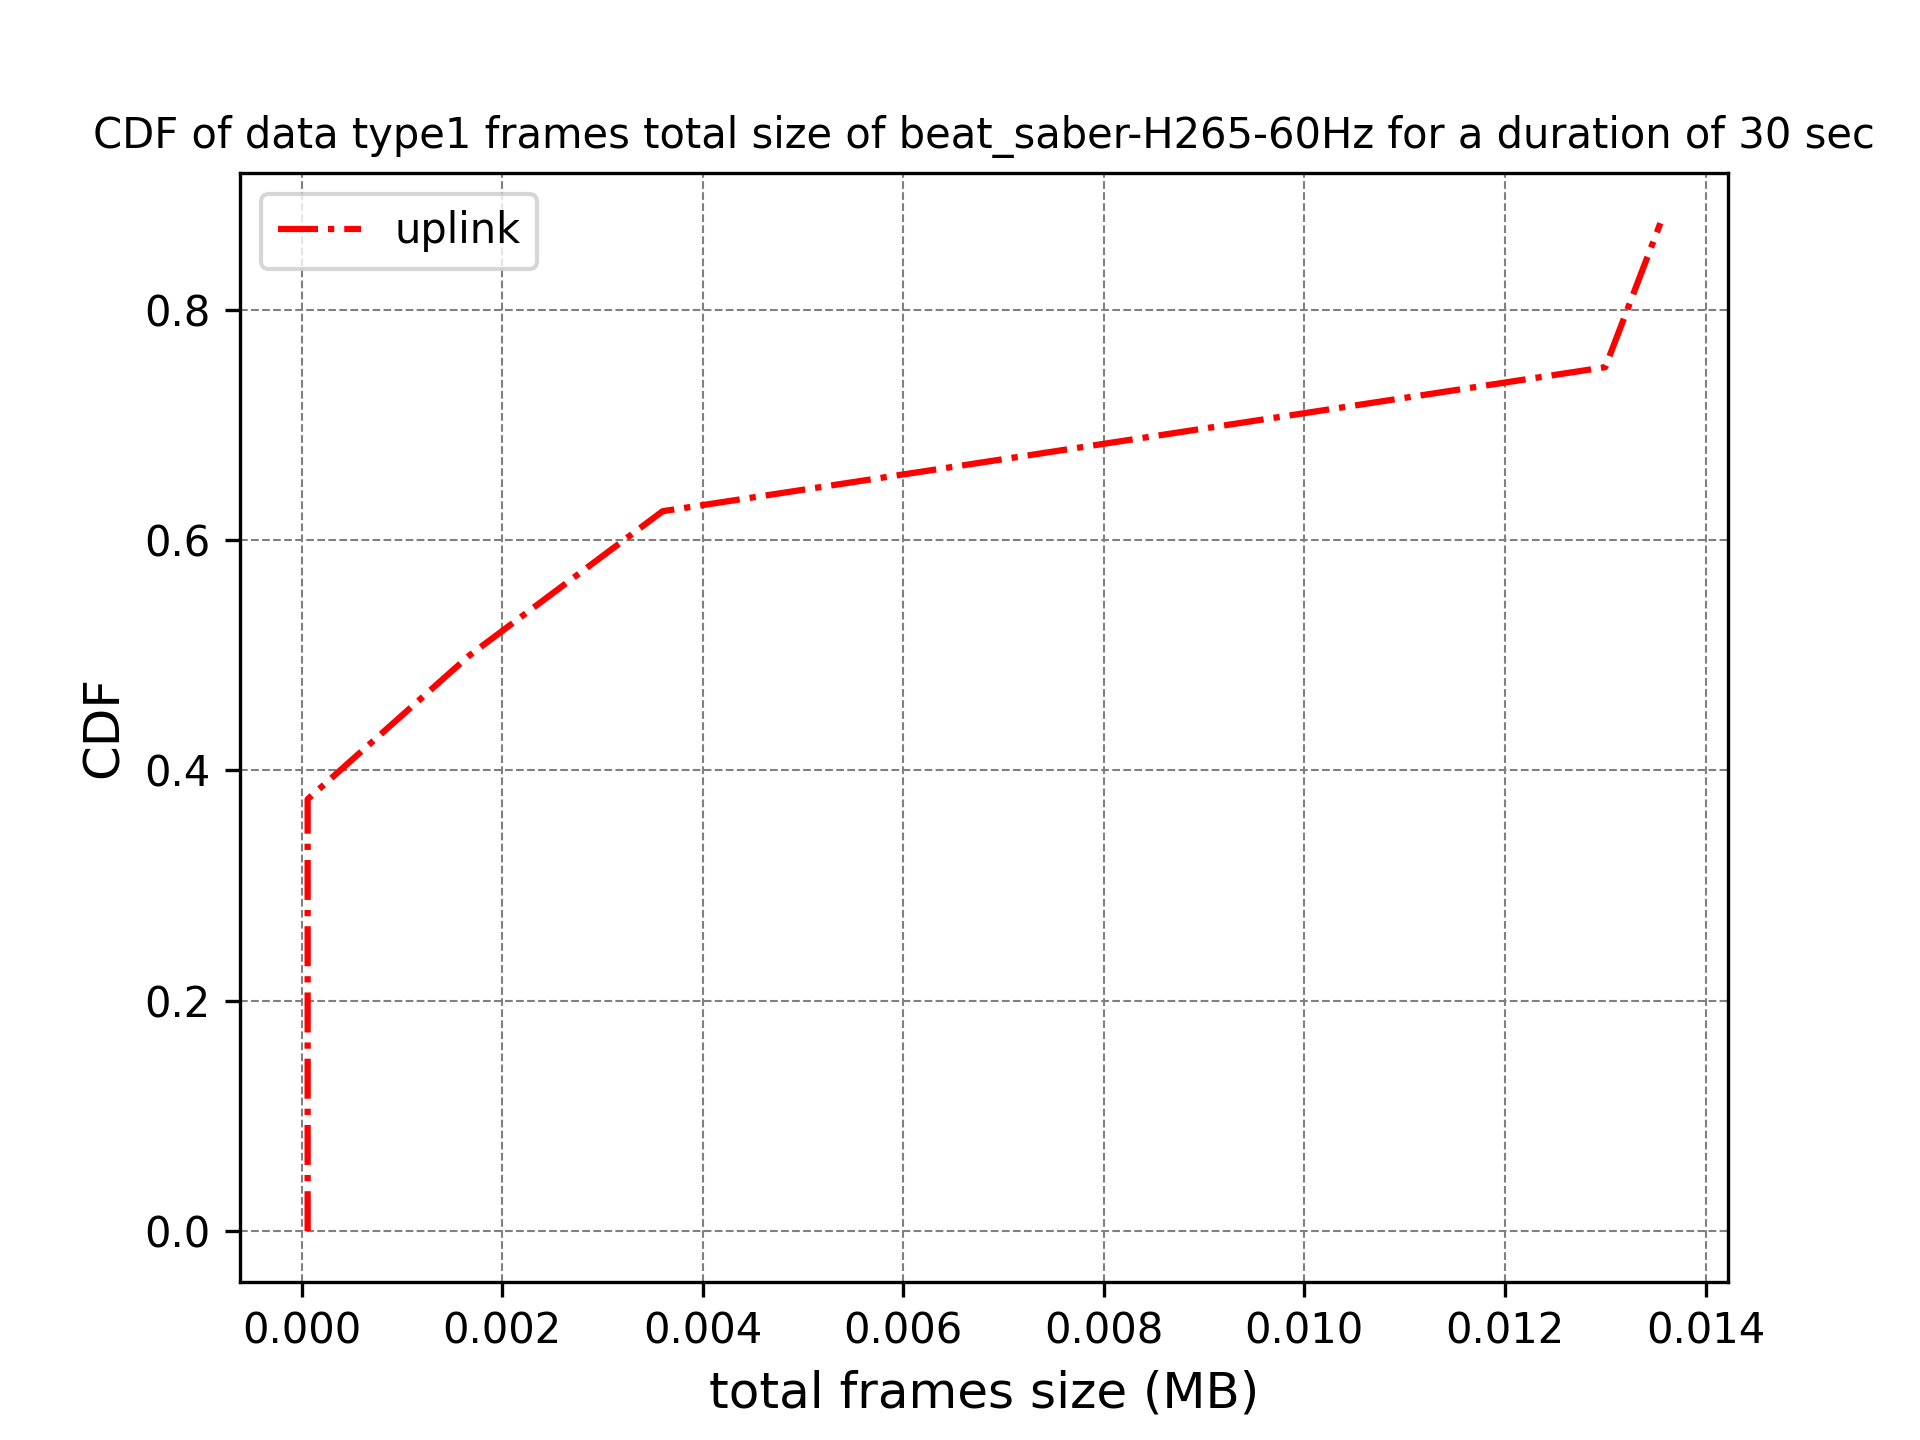 CDF of data type1 frames total size of beat_saber-H265-60Hz for a duration of 30 sec
uplink
0.8
0.6
0.4
0.2
0.0
CDF
0.000 0.002 0.004 0.006 0.008 0.010 0.012 0.014
total frames size (MB)